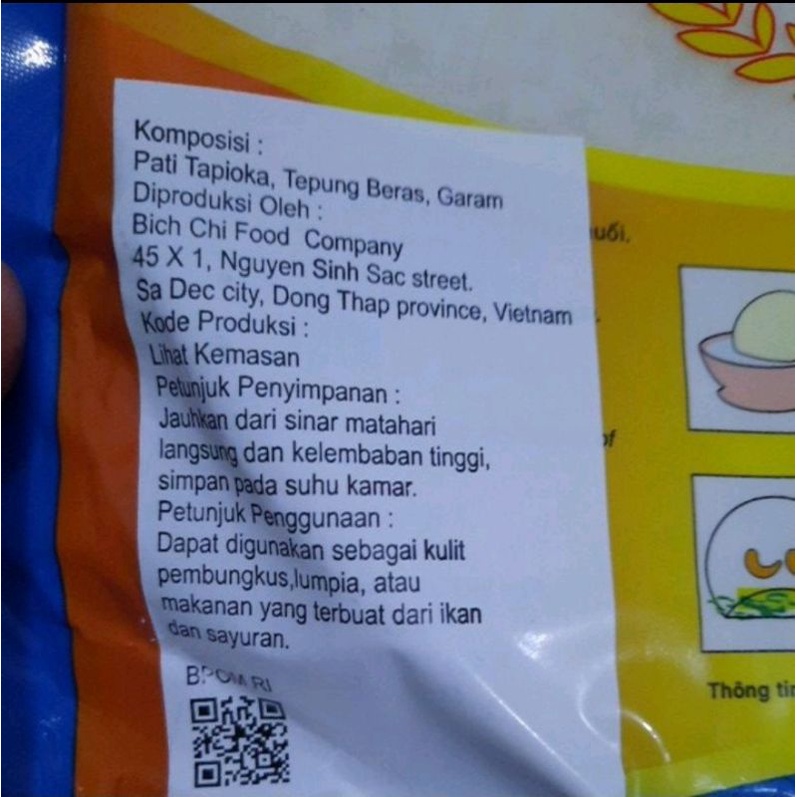 Komposisi :
Pati Tapioka, Tepung Beras, Garam
Diproduksi Oleh :
Bich Chi Food Company
45 X 1, Nguyen Sinh Sac street.
Sa Dec city, Dong Thap province, Vietnam
Kode Produksi :
Lihat Kemasan
Petunjuk Penyimpanan :
Jauhkan dari sinar matahari
langsung dan kelembaban tinggi,
simpan pada suhu kamar.
Petunjuk Penggunaan :
Dapat digunakan sebagai kulit
pembungkus,lumpia, atau
makanan yang terbuat dari ikan
dan sayuran.
BPOM RI
Thông